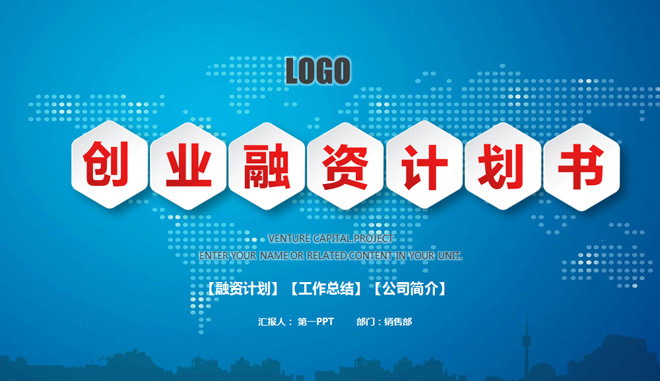 LOGO
创业融资计划书
VENTURE CAPITAL PROJECT
ENTER YOUR NAME OR RELATED CONTENT IN YOUR UNIT.
【融资计划】【工作总结】【公司简介】
汇报人：第一PPT 部门：销售部